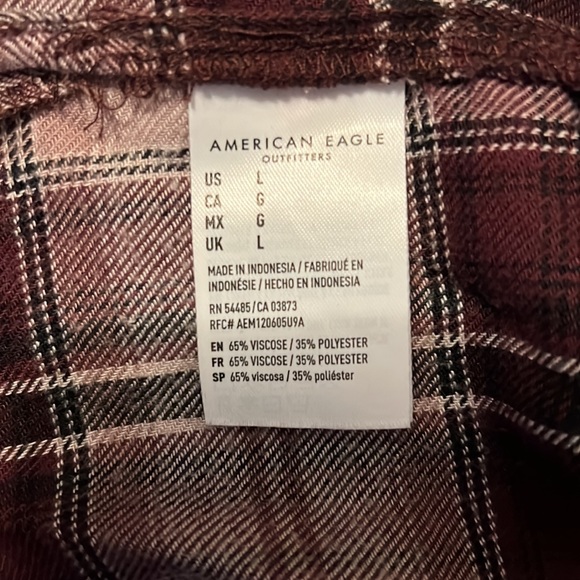 AMERICAN EAGLE
OUTFITTERS
US L
CA G
MX G
UK L
MADE IN INDONESIA / FABRIQUÉ EN
INDONÉSIE / HECHO EN INDONESIA
RN 54485/CA 03873
RFC# AEM120605U9A
EN 65% VISCOSE / 35% POLYESTER
FR 65% VISCOSE / 35% POLYESTER
SP 65% viscosa / 35% poliéster